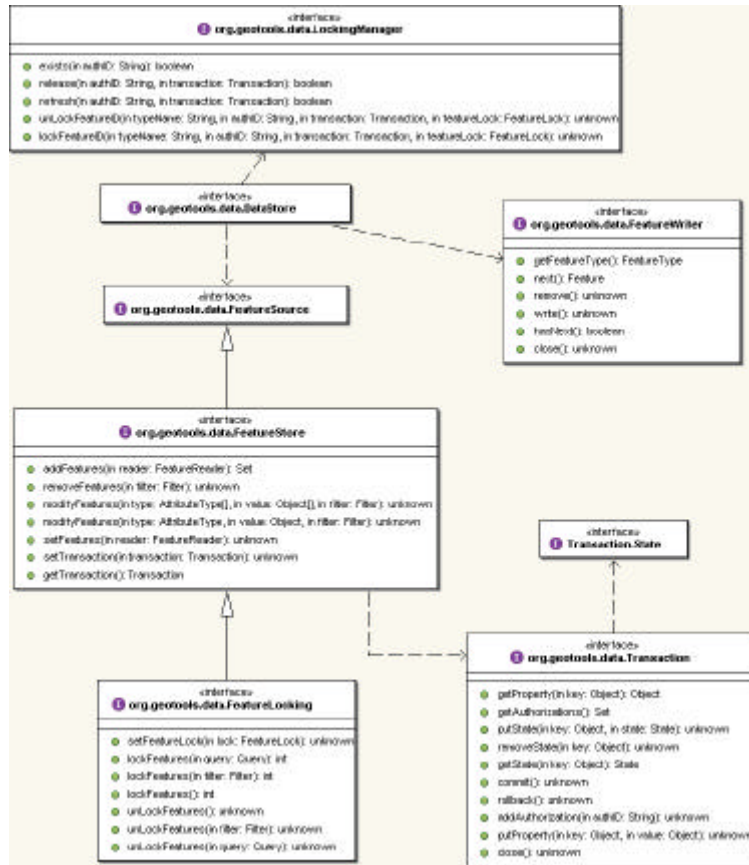 «interface»
org.geotools.data.LockingManager
exists(in authID: String): boolean
release(in authID: String, in transaction: Transaction): boolean
refresh(in authID: String, in transaction: Transaction): boolean
unLockFeatureID(in typeName: String, in authID: String, in transaction: Transaction, in featureLock: FeatureLock): unknown
lockFeatureID(in typeName: String, in authID: String, in transaction: Transaction, in featureLock: FeatureLock): unknown
«interface»
org.geotools.data.DataStore
«interface»
org.geotools.data.FeatureWriter
getFeatureType(): FeatureType
next(): Feature
remove(): unknown
write(): unknown
hasNext(): boolean
close(): unknown
«interface»
org.geotools.data.FeatureSource
«interface»
org.geotools.data.FeatureStore
addFeatures(in reader: FeatureReader): Set
removeFeatures(in filter: Filter): unknown
modifyFeatures(in type: AttributeType[], in value: Object[], in filter: Filter): unknown
modifyFeatures(in type: AttributeType, in value: Object, in filter: Filter): unknown
setFeatures(in reader: FeatureReader): unknown
setTransaction(in transaction: Transaction): unknown
getTransaction(): Transaction
«interface»
Transaction.State
«interface»
org.geotools.data.Transaction
getProperty(in key: Object): Object
getAuthorizations(): Set
putState(in key: Object, in state: State): unknown
removeState(in key: Object): unknown
getState(in key: Object): State
commit(): unknown
rollback(): unknown
addAuthorization(in authID: String): unknown
putProperty(in key: Object, in value: Object): unknown
close(): unknown
«interface»
org.geotools.data.FeatureLocking
setFeatureLock(in lock: FeatureLock): unknown
lockFeatures(in query: Query): int
lockFeatures(in filter: Filter): int
lockFeatures(): int
unLockFeatures(): unknown
unLockFeatures(in filter: Filter): unknown
unLockFeatures(in query: Query): unknown